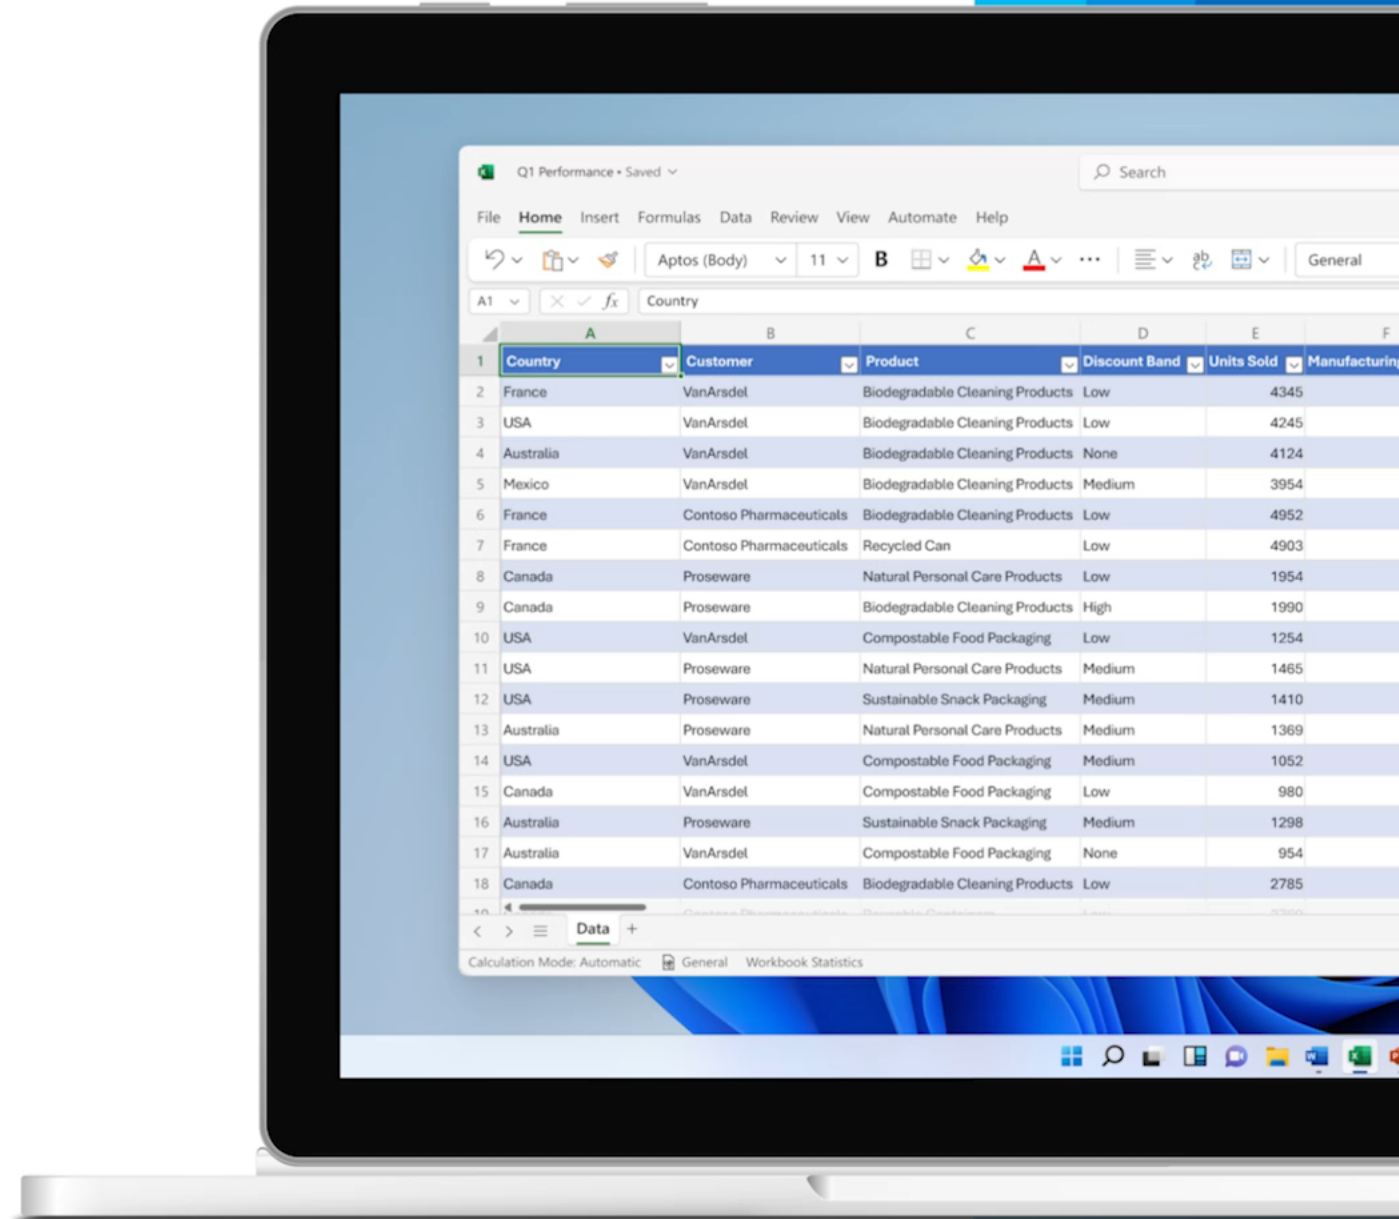 Q1 Performance • Saved
Search
File Home Insert Formulas Data Review View Automate Help
Aptos (Body) 11 B A ab General
A1 fx Country
A B C D E F
1 Country Customer Product Discount Band Units Sold Manufacturing
2 France VanArsdel Biodegradable Cleaning Products Low 4345
3 USA VanArsdel Biodegradable Cleaning Products Low 4245
4 Australia VanArsdel Biodegradable Cleaning Products None 4124
5 Mexico VanArsdel Biodegradable Cleaning Products Medium 3954
6 France Contoso Pharmaceuticals Biodegradable Cleaning Products Low 4952
7 France Contoso Pharmaceuticals Recycled Can Low 4903
8 Canada Proseware Natural Personal Care Products Low 1954
9 Canada Proseware Biodegradable Cleaning Products High 1990
10 USA VanArsdel Compostable Food Packaging Low 1254
11 USA Proseware Natural Personal Care Products Medium 1465
12 USA Proseware Sustainable Snack Packaging Medium 1410
13 Australia Proseware Natural Personal Care Products Medium 1369
14 USA VanArsdel Compostable Food Packaging Medium 1052
15 Canada VanArsdel Compostable Food Packaging Low 980
16 Australia Proseware Sustainable Snack Packaging Medium 1298
17 Australia VanArsdel Compostable Food Packaging None 954
18 Canada Contoso Pharmaceuticals Biodegradable Cleaning Products Low 2785
Data +
Calculation Mode: Automatic General Workbook Statistics